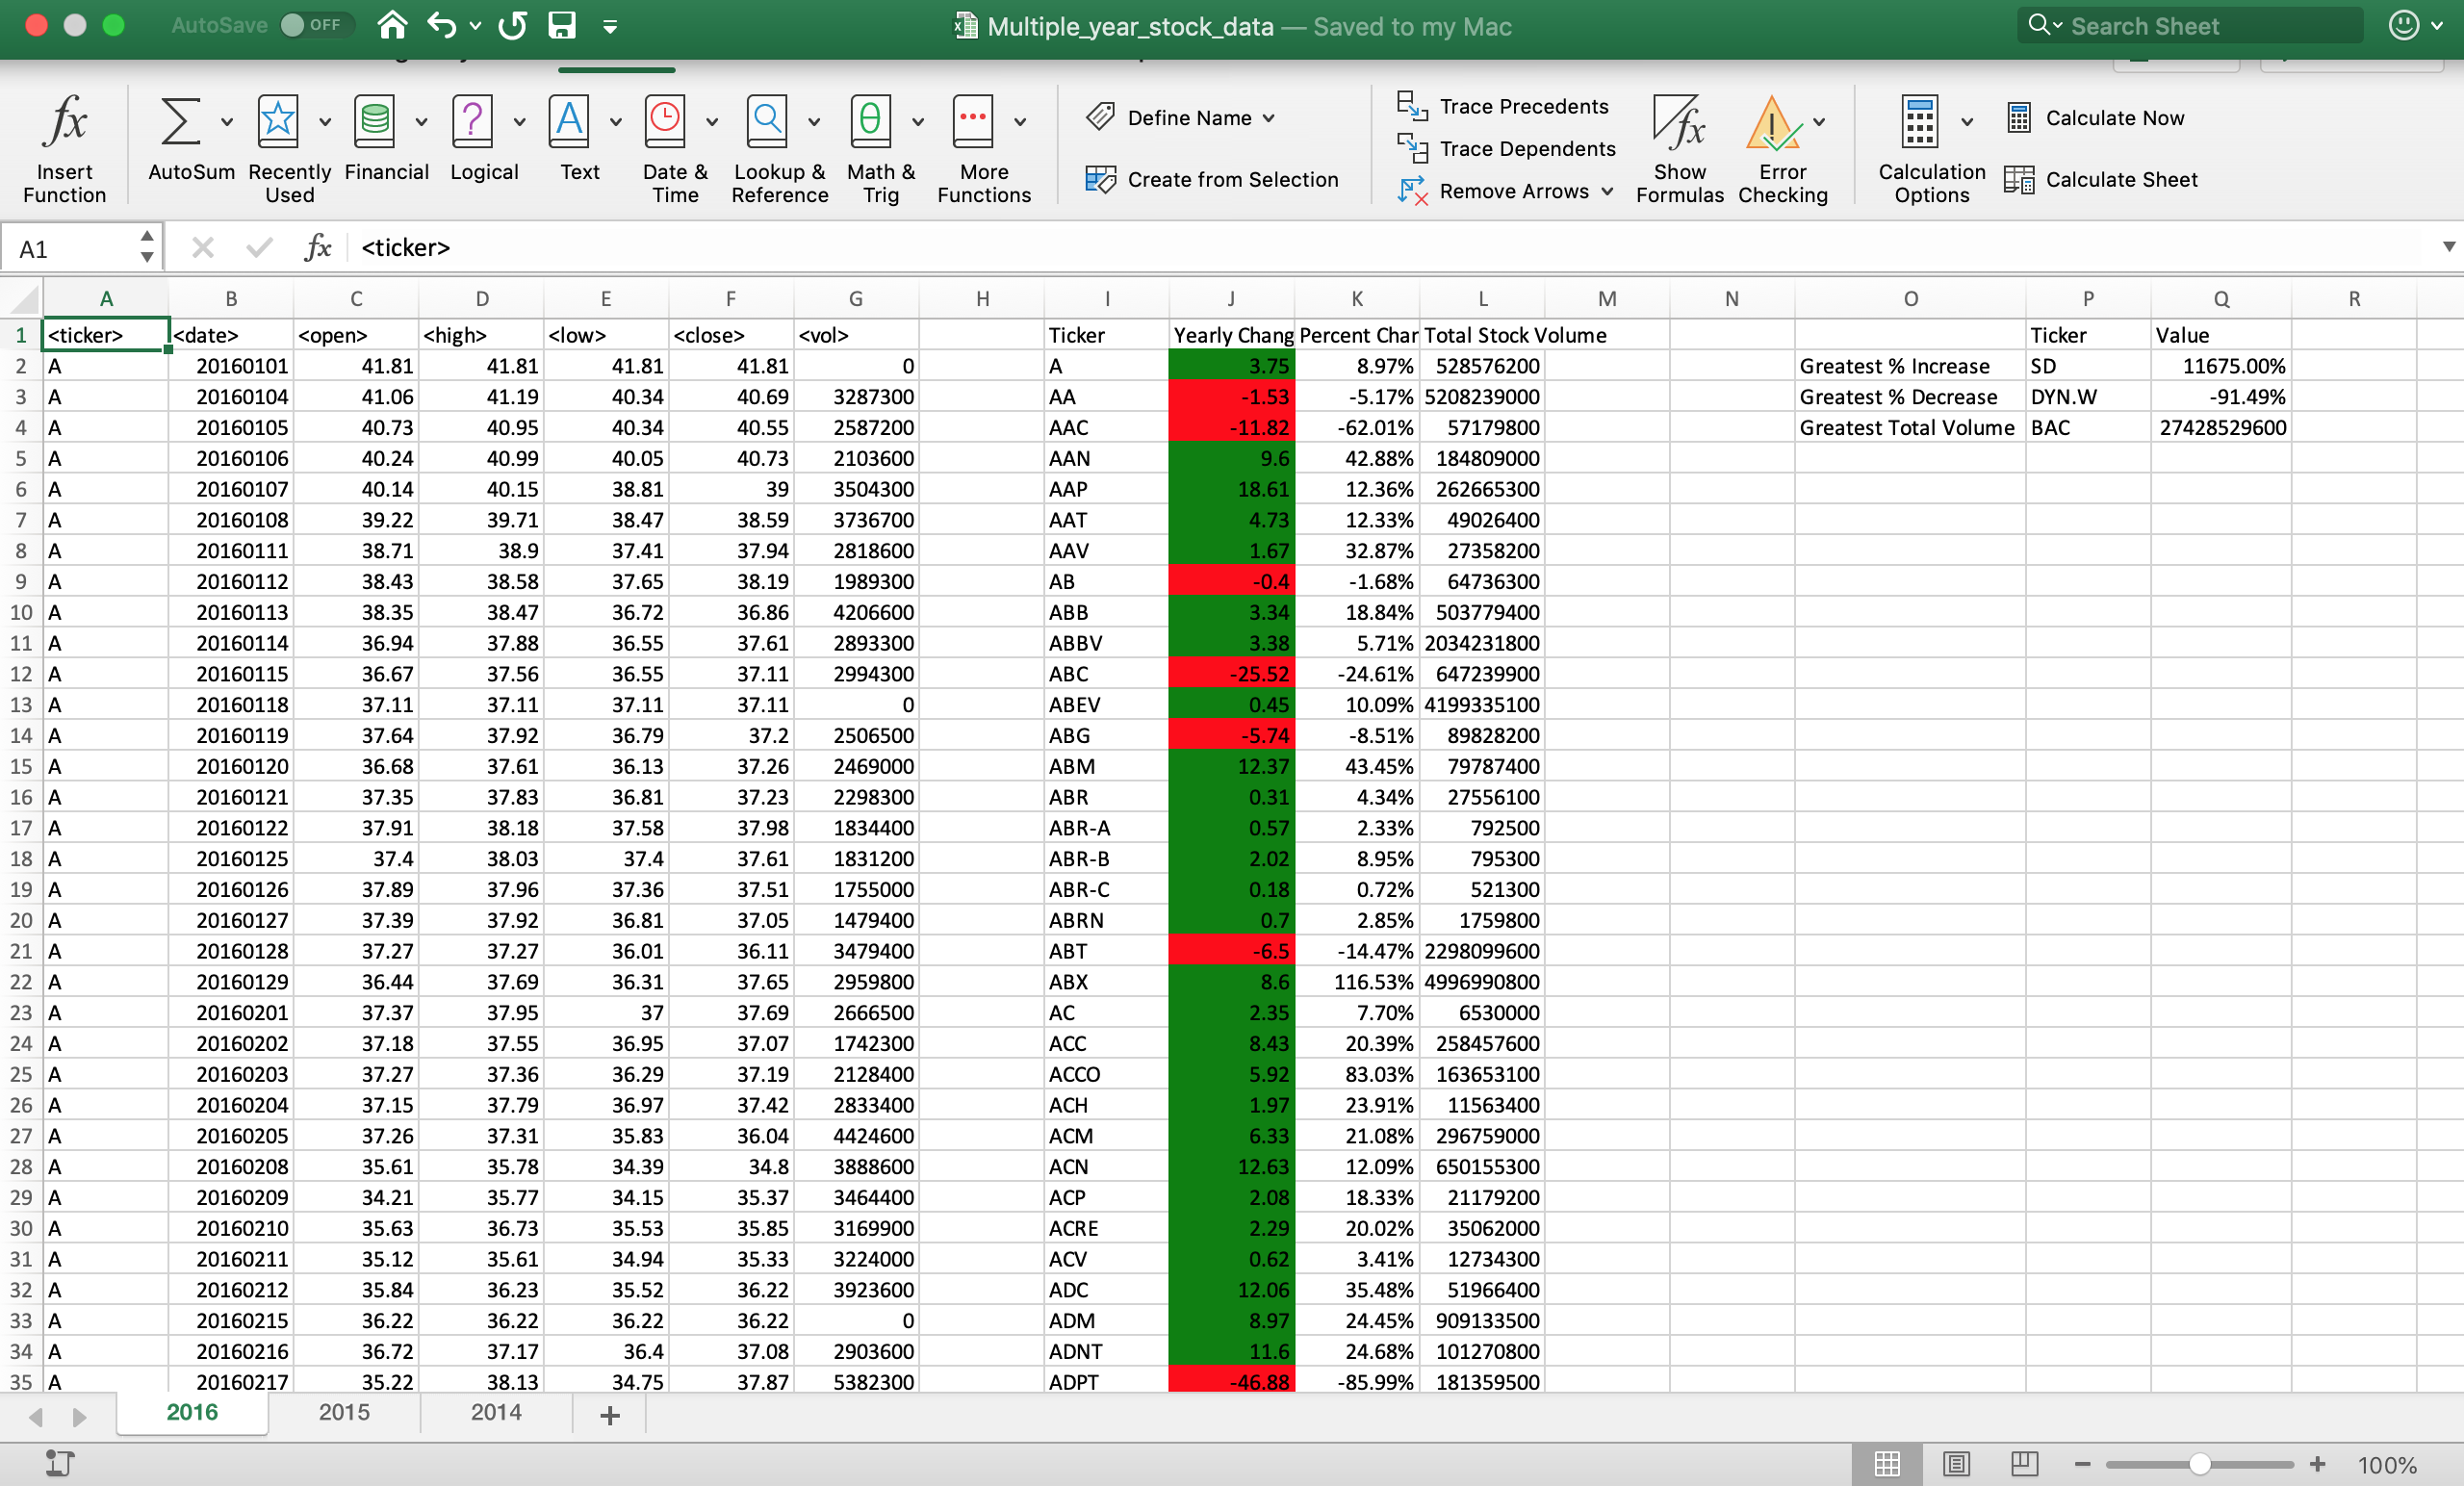 AutoSave OFF Multiple_year_stock_data — Saved to my Mac Search Sheet
Insert Function AutoSum Recently Used Financial Logical Text Date & Time Lookup & Reference Math & Trig More Functions
Define Name
Create from Selection
Trace Precedents
Trace Dependents
Remove Arrows
Show Formulas Error Checking Calculation Options
Calculate Now
Calculate Sheet
A1 fx <ticker>
A B C D E F G H I J K L M N O P Q R
1 <ticker> <date> <open> <high> <low> <close> <vol> Ticker Yearly Chang Percent Char Total Stock Volume Ticker Value
2 A 20160101 41.81 41.81 41.81 41.81 0 A 3.75 8.97% 528576200 Greatest % Increase SD 11675.00%
3 A 20160104 41.06 41.19 40.34 40.69 3287300 AA -1.53 -5.17% 5208239000 Greatest % Decrease DYN.W -91.49%
4 A 20160105 40.73 40.95 40.34 40.55 2587200 AAC -11.82 -62.01% 57179800 Greatest Total Volume BAC 27428529600
5 A 20160106 40.24 40.99 40.05 40.73 2103600 AAN 9.6 42.88% 184809000
6 A 20160107 40.14 40.15 38.81 39 3504300 AAP 18.61 12.36% 262665300
7 A 20160108 39.22 39.71 38.47 38.59 3736700 AAT 4.73 12.33% 49026400
8 A 20160111 38.71 38.9 37.41 37.94 2818600 AAV 1.67 32.87% 27358200
9 A 20160112 38.43 38.58 37.65 38.19 1989300 AB -0.4 -1.68% 64736300
10 A 20160113 38.35 38.47 36.72 36.86 4206600 ABB 3.34 18.84% 503779400
11 A 20160114 36.94 37.88 36.55 37.61 2893300 ABBV 3.38 5.71% 2034231800
12 A 20160115 36.67 37.56 36.55 37.11 2994300 ABC -25.52 -24.61% 647239900
13 A 20160118 37.11 37.11 37.11 37.11 0 ABEV 0.45 10.09% 4199335100
14 A 20160119 37.64 37.92 36.79 37.2 2506500 ABG -5.74 -8.51% 89828200
15 A 20160120 36.68 37.61 36.13 37.26 2469000 ABM 12.37 43.45% 79787400
16 A 20160121 37.35 37.83 36.81 37.23 2298300 ABR 0.31 4.34% 27556100
17 A 20160122 37.91 38.18 37.58 37.98 1834400 ABR-A 0.57 2.33% 792500
18 A 20160125 37.4 38.03 37.4 37.61 1831200 ABR-B 2.02 8.95% 795300
19 A 20160126 37.89 37.96 37.36 37.51 1755000 ABR-C 0.18 0.72% 521300
20 A 20160127 37.39 37.92 36.81 37.05 1479400 ABRN 0.7 2.85% 1759800
21 A 20160128 37.27 37.27 36.01 36.11 3479400 ABT -6.5 -14.47% 2298099600
22 A 20160129 36.44 37.69 36.31 37.65 2959800 ABX 8.6 116.53% 4996990800
23 A 20160201 37.37 37.95 37 37.69 2666500 AC 2.35 7.70% 6530000
24 A 20160202 37.18 37.55 36.95 37.07 1742300 ACC 8.43 20.39% 258457600
25 A 20160203 37.27 37.36 36.29 37.19 2128400 ACCO 5.92 83.03% 163653100
26 A 20160204 37.15 37.79 36.97 37.42 2833400 ACH 1.97 23.91% 11563400
27 A 20160205 37.26 37.31 35.83 36.04 4424600 ACM 6.33 21.08% 296759000
28 A 20160208 35.61 35.78 34.39 34.8 3888600 ACN 12.63 12.09% 650155300
29 A 20160209 34.21 35.77 34.15 35.37 3464400 ACP 2.08 18.33% 21179200
30 A 20160210 35.63 36.73 35.53 35.85 3169900 ACRE 2.29 20.02% 35062000
31 A 20160211 35.12 35.61 34.94 35.33 3224000 ACV 0.62 3.41% 12734300
32 A 20160212 35.84 36.23 35.52 36.22 3923600 ADC 12.06 35.48% 51966400
33 A 20160215 36.22 36.22 36.22 36.22 0 ADM 8.97 24.45% 909133500
34 A 20160216 36.72 37.17 36.4 37.08 2903600 ADNT 11.6 24.68% 101270800
35 A 20160217 35.22 38.13 34.75 37.87 5382300 ADPT -46.88 -85.99% 181359500
2016 2015 2014
100%